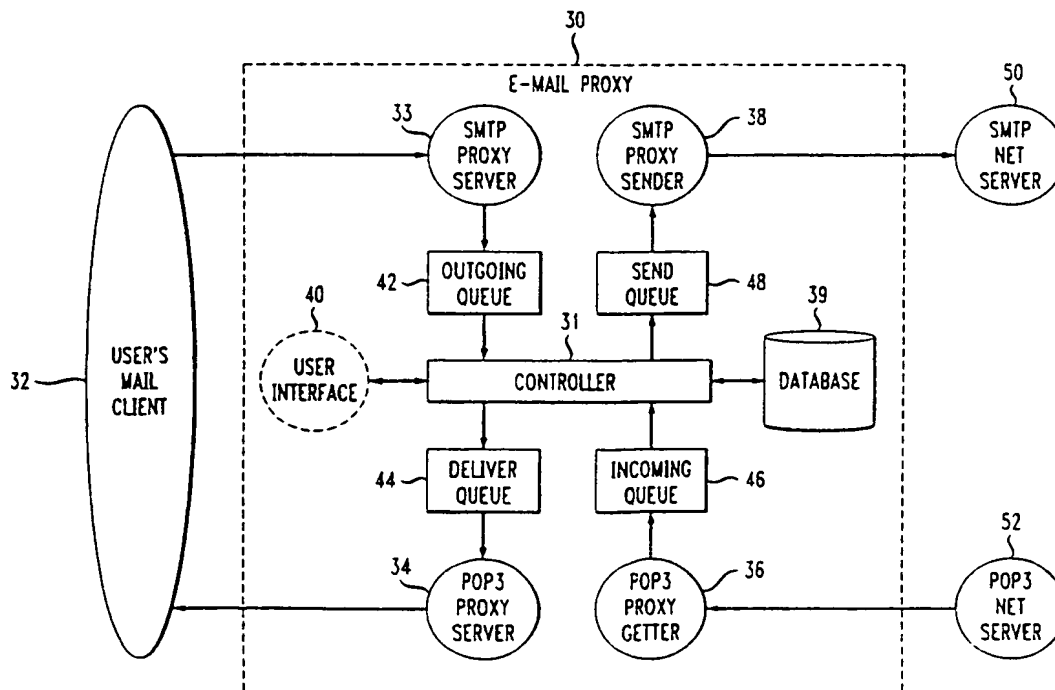 30
E-MAIL PROXY
50
33
SMTP
PROXY
SERVER
38
SMTP
PROXY
SENDER
SMTP
NET
SERVER
42
OUTGOING
QUEUE
SEND
QUEUE
48
40
31
39
USER
INTERFACE
CONTROLLER
DATABASE
32
USER'S
MAIL
CLIENT
44
DELIVER
QUEUE
INCOMING
QUEUE
46
52
34
POP3
PROXY
SERVER
36
POP3
PROXY
GETTER
POP3
NET
SERVER